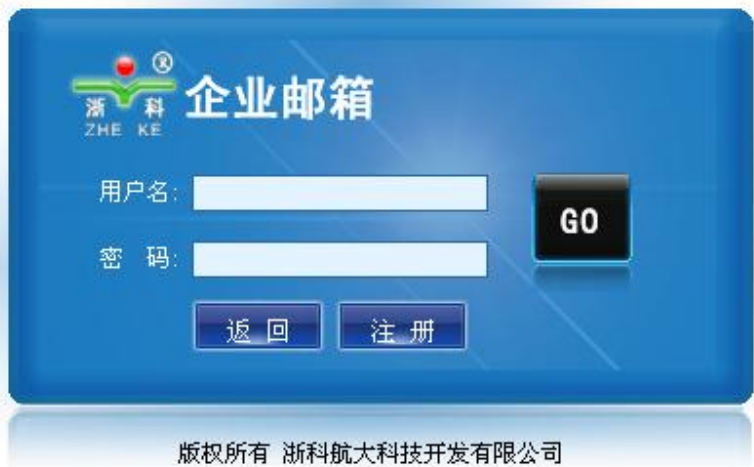 ®
浙 科
ZHE KE
企业邮箱
用户名:
GO
密 码:
返 回 注 册
版权所有 浙科航大科技开发有限公司